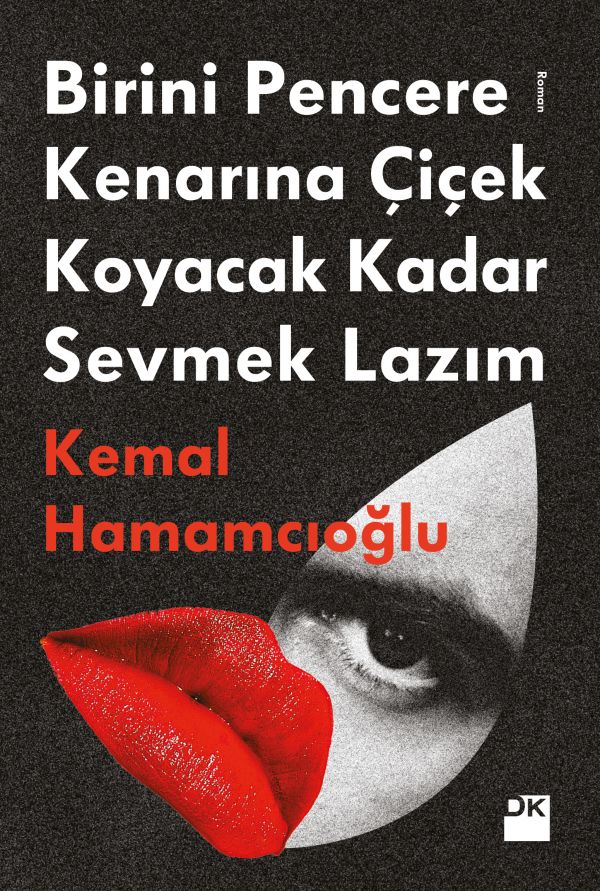 Birini Pencere
Kenarına Çiçek
Koyacak Kadar
Sevmek Lazım
Roman
Kemal
Hamamcıoğlu
DK